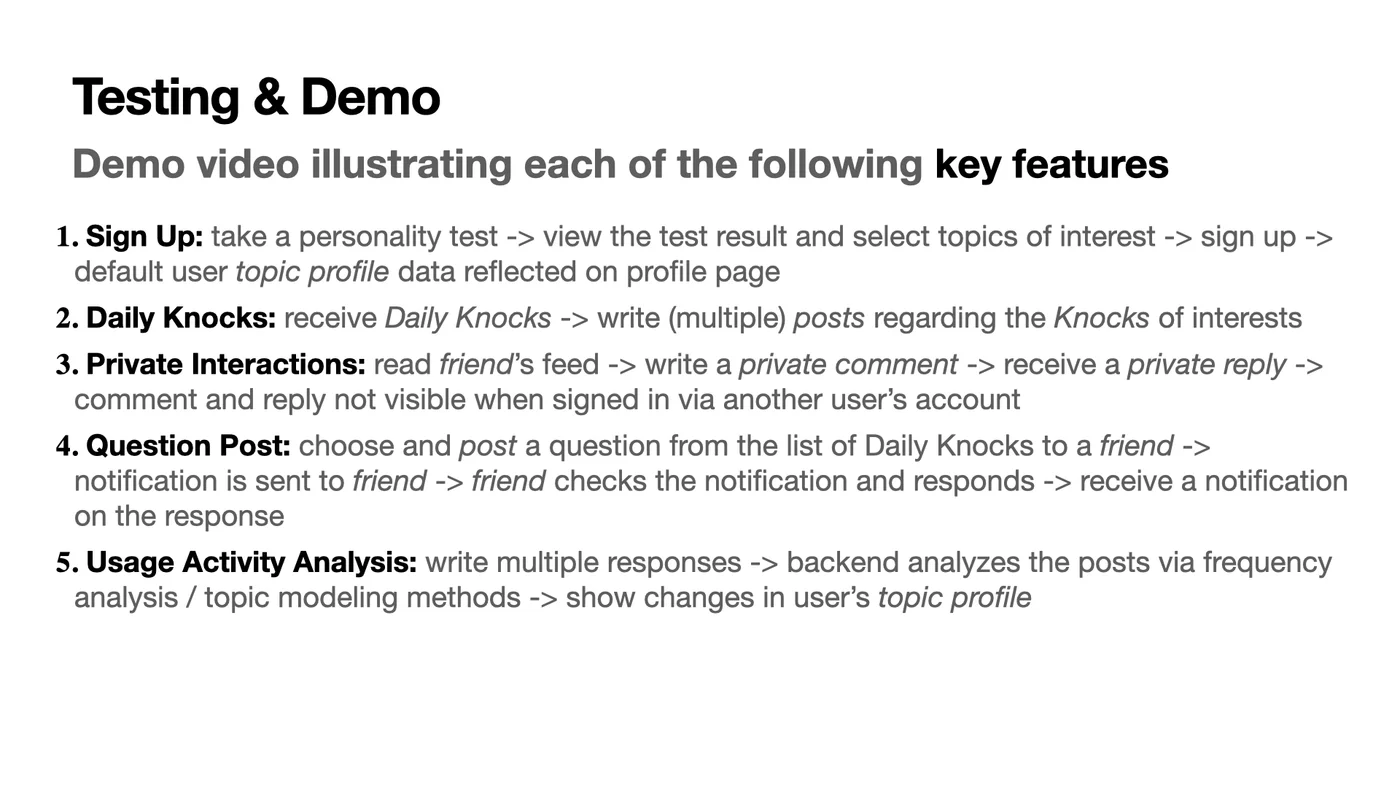 Testing & Demo
Demo video illustrating each of the following key features
1. Sign Up: take a personality test -> view the test result and select topics of interest -> sign up ->
default user topic profile data reflected on profile page
2. Daily Knocks: receive Daily Knocks -> write (multiple) posts regarding the Knocks of interests
3. Private Interactions: read friend’s feed -> write a private comment -> receive a private reply ->
comment and reply not visible when signed in via another user’s account
4. Question Post: choose and post a question from the list of Daily Knocks to a friend ->
notification is sent to friend -> friend checks the notification and responds -> receive a notification
on the response
5. Usage Activity Analysis: write multiple responses -> backend analyzes the posts via frequency
analysis / topic modeling methods -> show changes in user’s topic profile